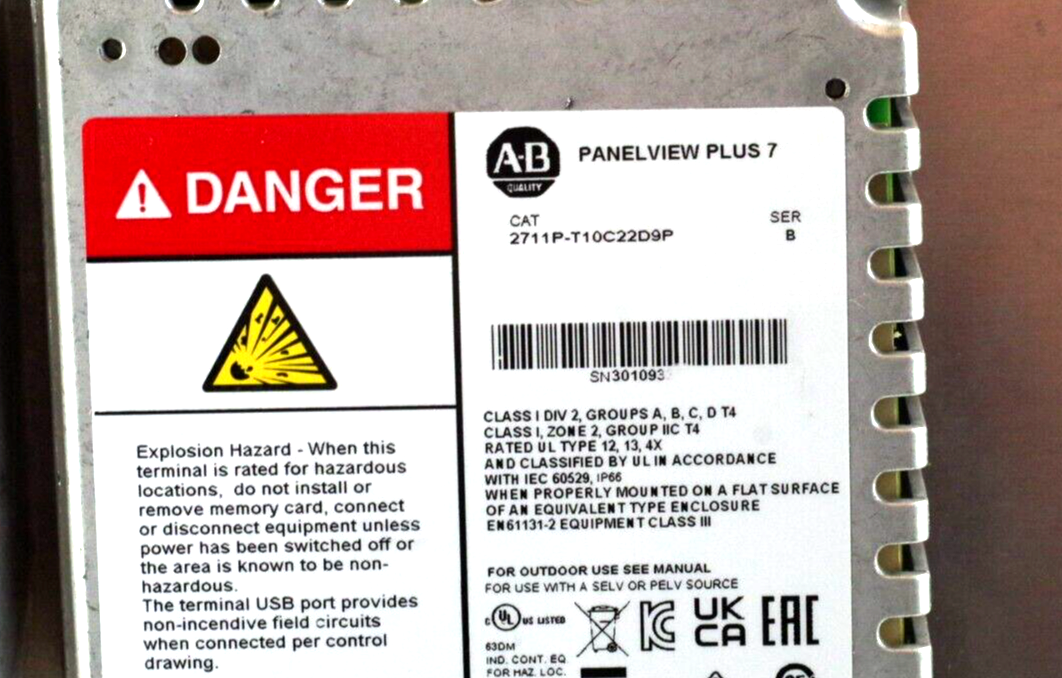 DANGER
Explosion Hazard - When this
terminal is rated for hazardous
locations, do not install or
remove memory card, connect
or disconnect equipment unless
power has been switched off or
the area is known to be non-
hazardous.
The terminal USB port provides
non-incendive field circuits
when connected per control
drawing.
A-B
QUALITY
PANELVIEW PLUS 7
CAT
2711P-T10C22D9P
SER
B
SN301093
CLASS I DIV 2, GROUPS A, B, C, D T4
CLASS I, ZONE 2, GROUP IIC T4
RATED UL TYPE 12, 13, 4X
AND CLASSIFIED BY UL IN ACCORDANCE
WITH IEC 60529, IP66
WHEN PROPERLY MOUNTED ON A FLAT SURFACE
OF AN EQUIVALENT TYPE ENCLOSURE
EN61131-2 EQUIPMENT CLASS III
FOR OUTDOOR USE SEE MANUAL
FOR USE WITH A SELV OR PELV SOURCE
c UL US LISTED
63DM
IND. CONT. EQ.
FOR HAZ. LOC.
UK
CA
EAC